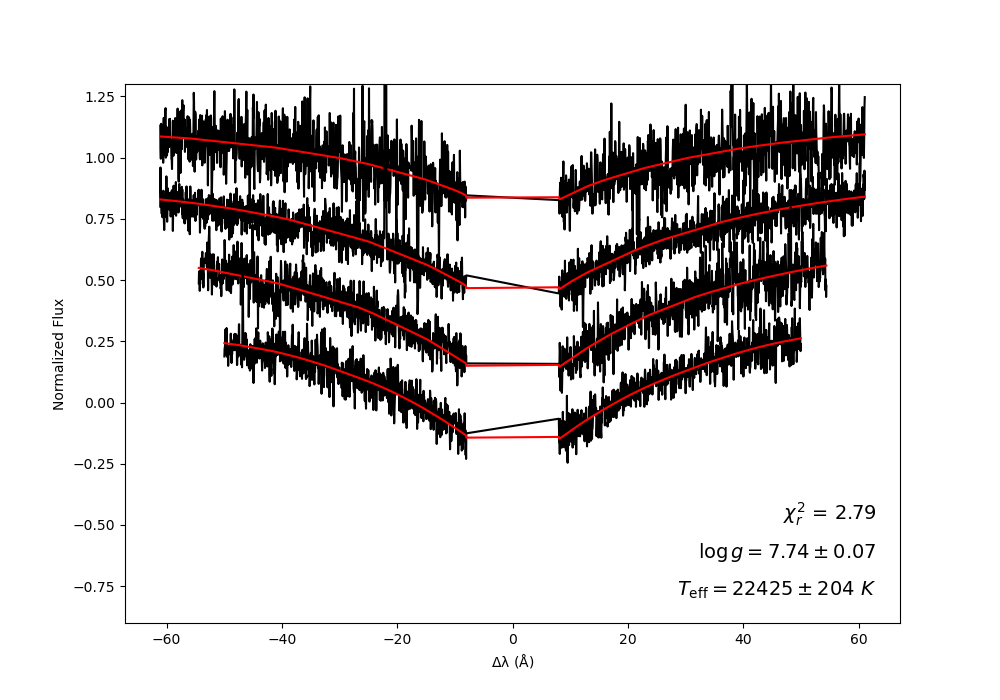 1.25
1.00
0.75
0.50
0.25
0.00
−0.25
−0.50
−0.75
Normalized Flux
χ²ᵣ = 2.79
log g = 7.74 ± 0.07
T_eff = 22425 ± 204 K
−60 −40 −20 0 20 40 60
Δλ (Å)